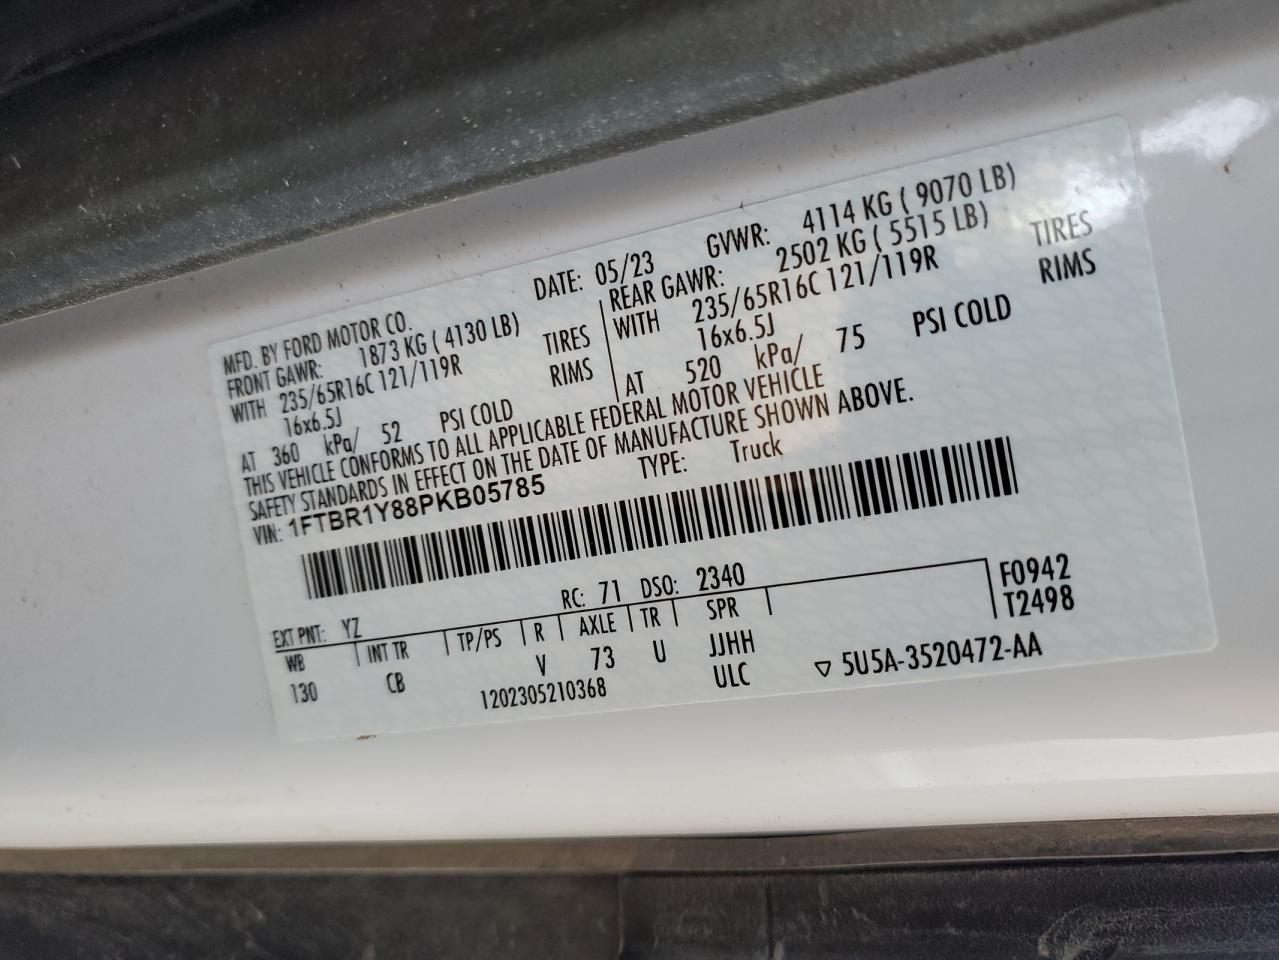 MFD. BY FORD MOTOR CO.
DATE: 05/23 GVWR: 4114 KG ( 9070 LB)
FRONT GAWR: 1873 KG ( 4130 LB)
WITH 235/65R16C 121/119R TIRES
16x6.5J RIMS
AT 360 kPa/ 52 PSI COLD
REAR GAWR: 2502 KG ( 5515 LB)
WITH 235/65R16C 121/119R TIRES
16x6.5J RIMS
AT 520 kPa/ 75 PSI COLD
THIS VEHICLE CONFORMS TO ALL APPLICABLE FEDERAL MOTOR VEHICLE
SAFETY STANDARDS IN EFFECT ON THE DATE OF MANUFACTURE SHOWN ABOVE.
VIN: 1FTBR1Y88PKB05785 TYPE: Truck
EXT PNT: YZ RC: 71 DSO: 2340
WB INT TR TP/PS R AXLE TR SPR
F0942
T2498
130 CB V 73 U JJHH
1202305210368 ULC ▽ 5U5A-3520472-AA